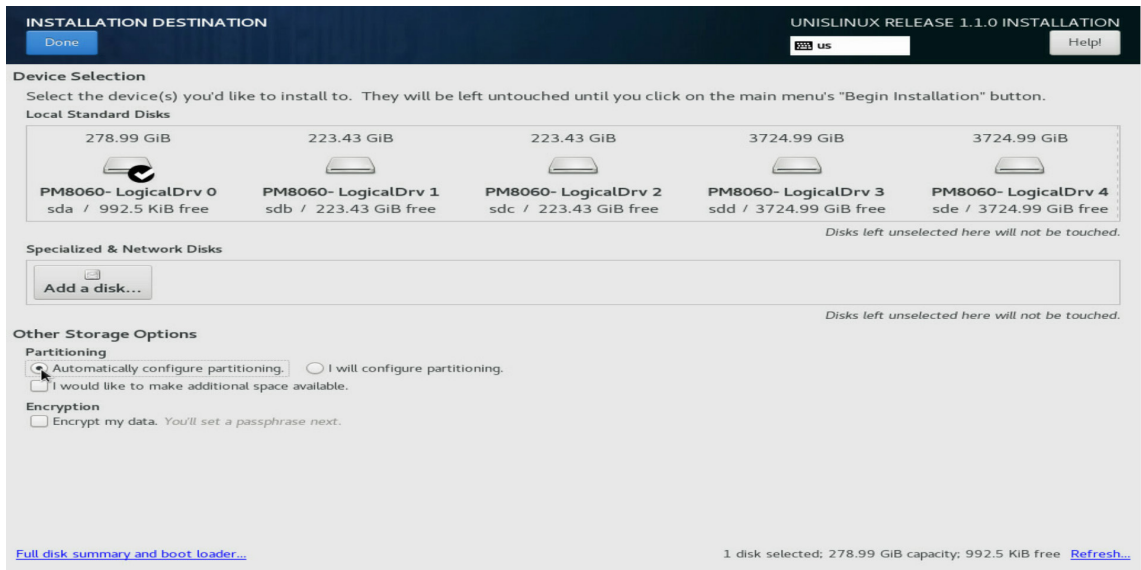 INSTALLATION DESTINATION
UNISLINUX RELEASE 1.1.0 INSTALLATION
Done
us
Help!
Device Selection
Select the device(s) you'd like to install to. They will be left untouched until you click on the main menu's "Begin Installation" button.
Local Standard Disks
278.99 GiB 223.43 GiB 223.43 GiB 3724.99 GiB 3724.99 GiB
PM8060- LogicalDrv 0 PM8060- LogicalDrv 1 PM8060- LogicalDrv 2 PM8060- LogicalDrv 3 PM8060- LogicalDrv 4
sda / 992.5 KiB free sdb / 223.43 GiB free sdc / 223.43 GiB free sdd / 3724.99 GiB free sde / 3724.99 GiB free
Disks left unselected here will not be touched.
Specialized & Network Disks
Add a disk...
Disks left unselected here will not be touched.
Other Storage Options
Partitioning
Automatically configure partitioning. I will configure partitioning.
I would like to make additional space available.
Encryption
Encrypt my data. You'll set a passphrase next.
Full disk summary and boot loader... 1 disk selected; 278.99 GiB capacity; 992.5 KiB free Refresh...